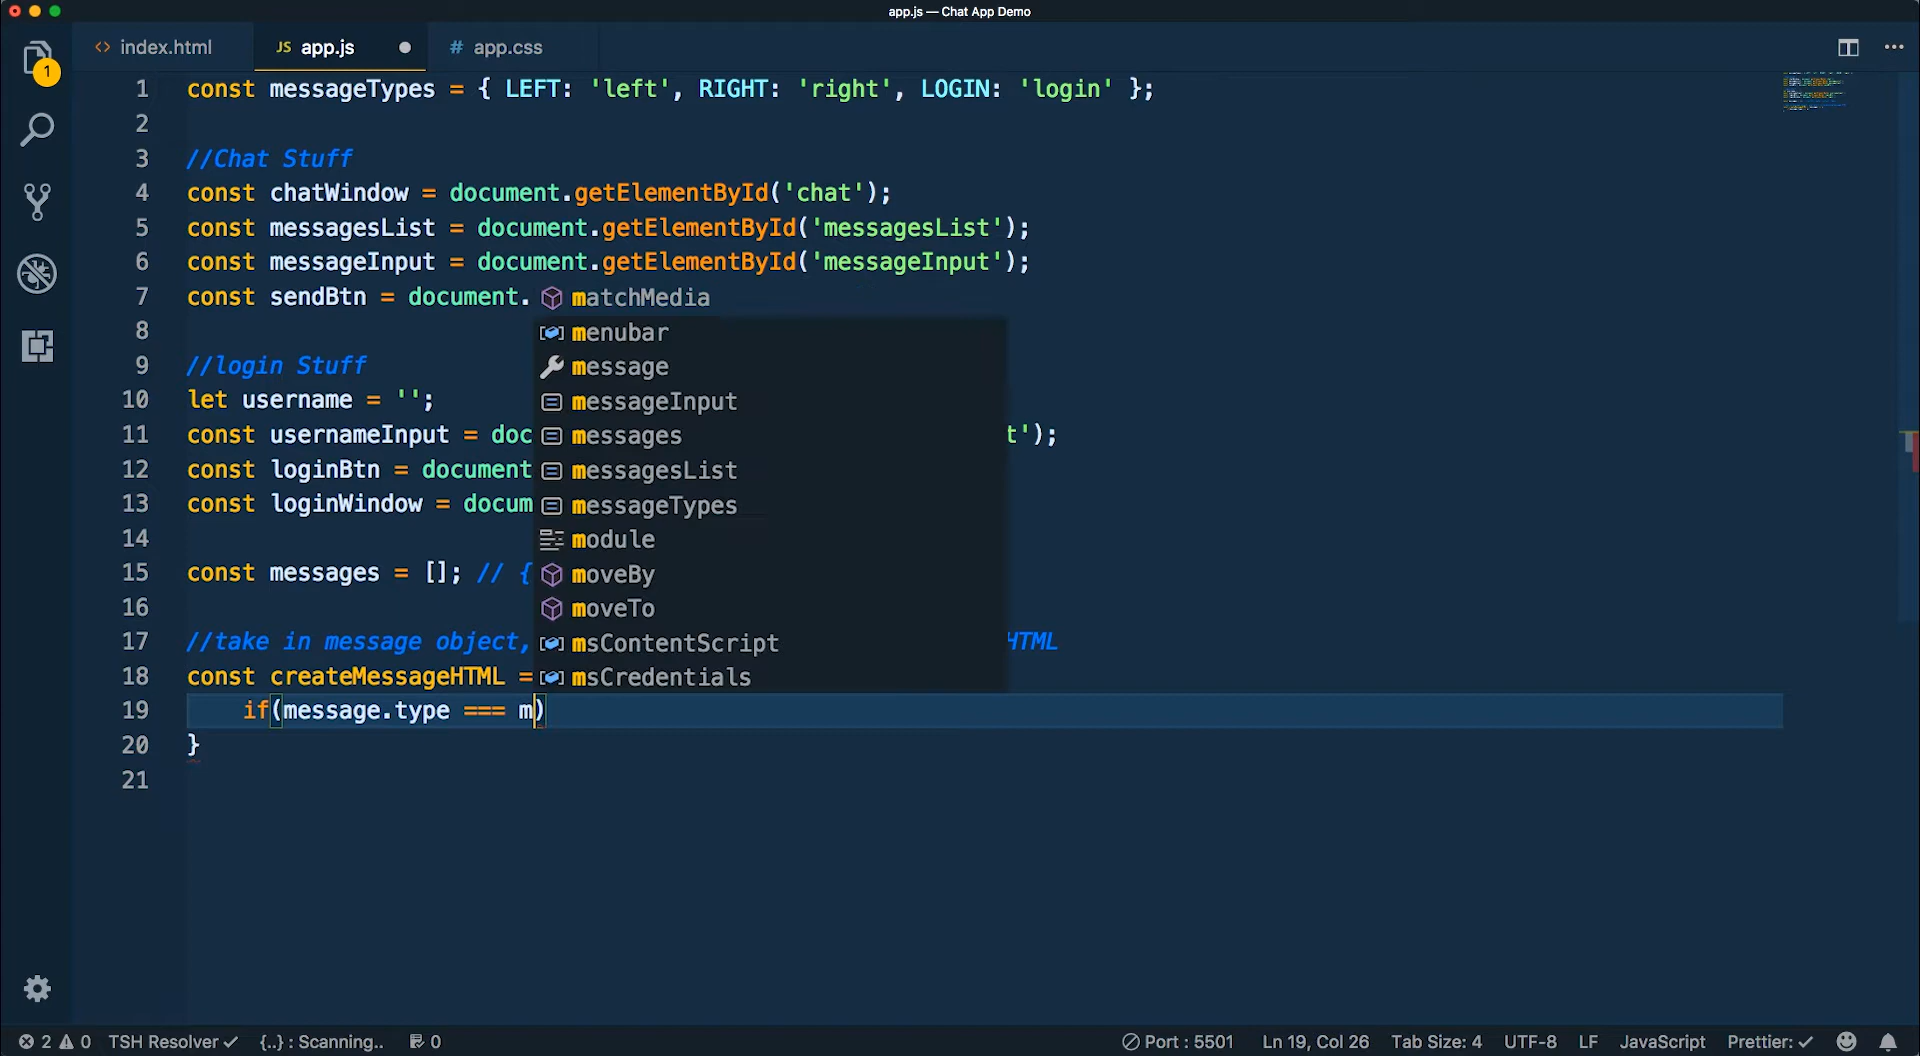 app.js — Chat App Demo
index.html
JS app.js
# app.css
1
1 const messageTypes = { LEFT: 'left', RIGHT: 'right', LOGIN: 'login' };
2
3 //Chat Stuff
4 const chatWindow = document.getElementById('chat');
5 const messagesList = document.getElementById('messagesList');
6 const messageInput = document.getElementById('messageInput');
7 const sendBtn = document.
8
9 //login Stuff
10 let username = '';
11 const usernameInput = doc t');
12 const loginBtn = document
13 const loginWindow = docum
14
15 const messages = []; // {
16
17 //take in message object, HTML
18 const createMessageHTML =
19 if(message.type === m)
20 }
21
matchMedia
menubar
message
messageInput
messages
messagesList
messageTypes
module
moveBy
moveTo
msContentScript
msCredentials
2 0 TSH Resolver ✓ {..} : Scanning.. 0 Port : 5501 Ln 19, Col 26 Tab Size: 4 UTF-8 LF JavaScript Prettier: ✓